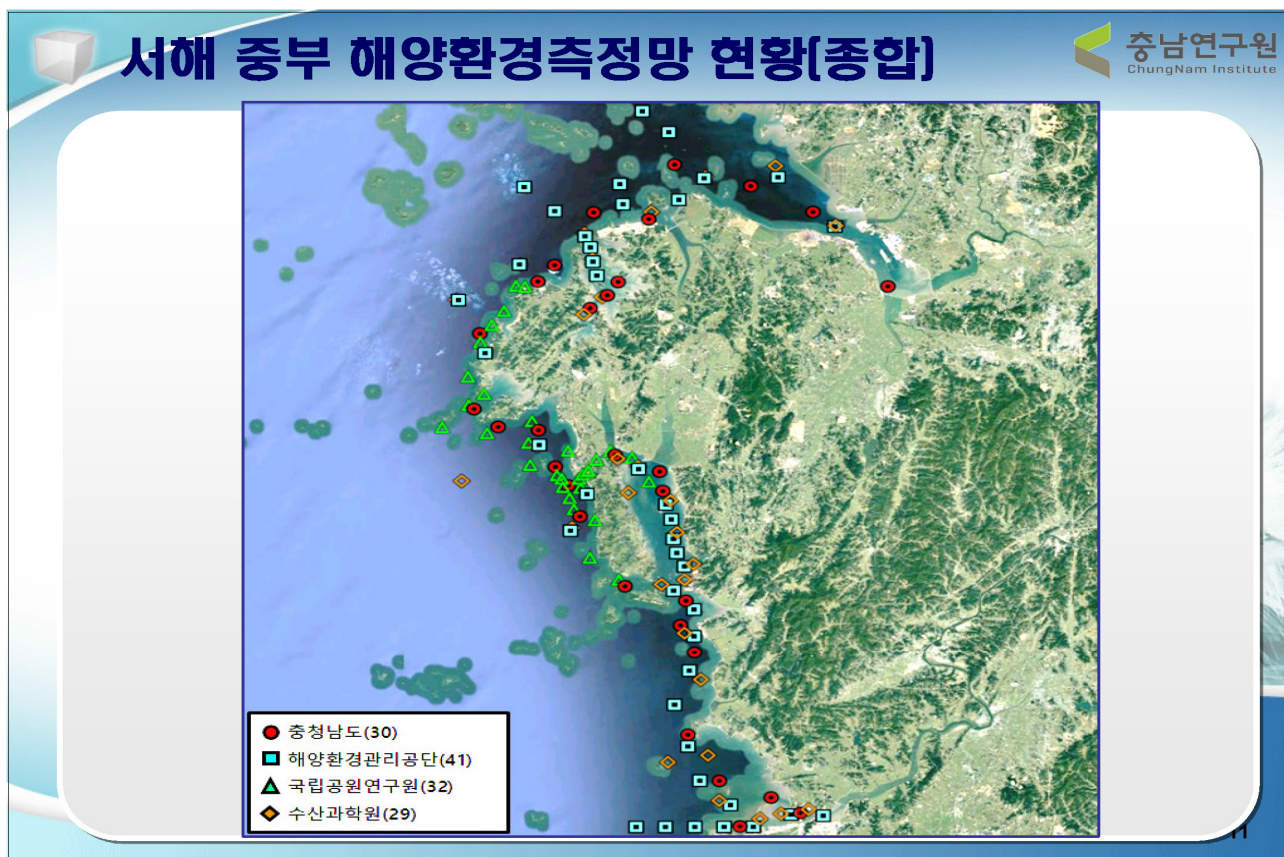 서해 중부 해양환경측정망 현황(종합)
충남연구원
ChungNam Institute
충청남도(30)
해양환경관리공단(41)
국립공원연구원(32)
수산과학원(29)